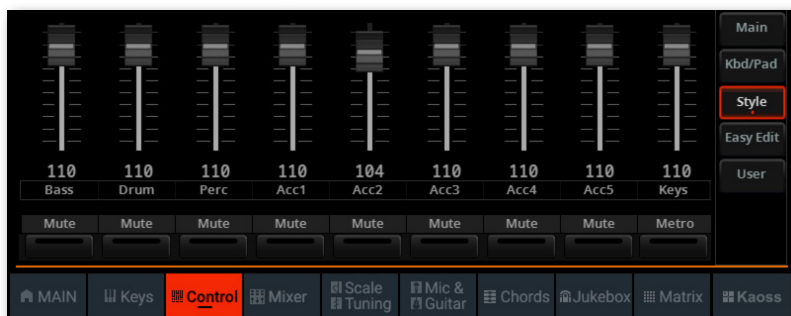 Main
Kbd/Pad
Style
Easy Edit
User
110 110 110 110 104 110 110 110 110
Bass Drum Perc Acc1 Acc2 Acc3 Acc4 Acc5 Keys
Mute Mute Mute Mute Mute Mute Mute Mute Metro
MAIN Keys Control Mixer Scale Tuning Mic & Guitar Chords Jukebox Matrix Kaoss